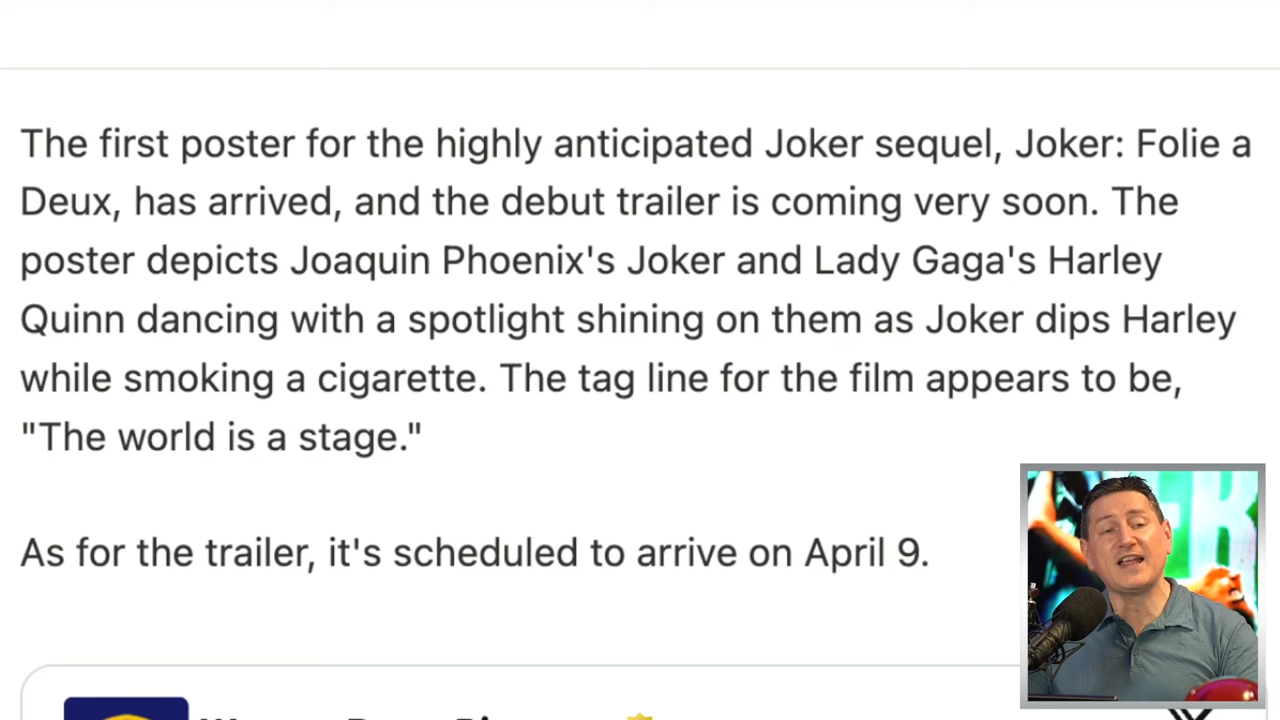 The first poster for the highly anticipated Joker sequel, Joker: Folie a
Deux, has arrived, and the debut trailer is coming very soon. The
poster depicts Joaquin Phoenix's Joker and Lady Gaga's Harley
Quinn dancing with a spotlight shining on them as Joker dips Harley
while smoking a cigarette. The tag line for the film appears to be,
"The world is a stage."
As for the trailer, it's scheduled to arrive on April 9.